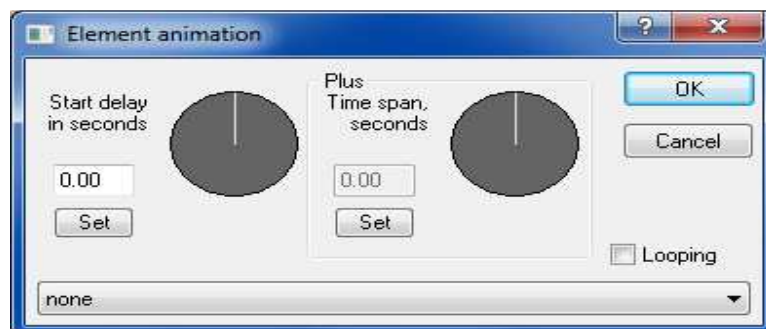 Element animation
?
X
Start delay
in seconds
0.00
Set
Plus
Time span,
seconds
0.00
Set
OK
Cancel
Looping
none